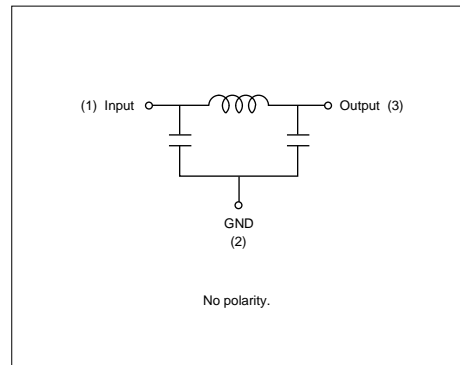 (1) Input Output (3)
GND
(2)
No polarity.